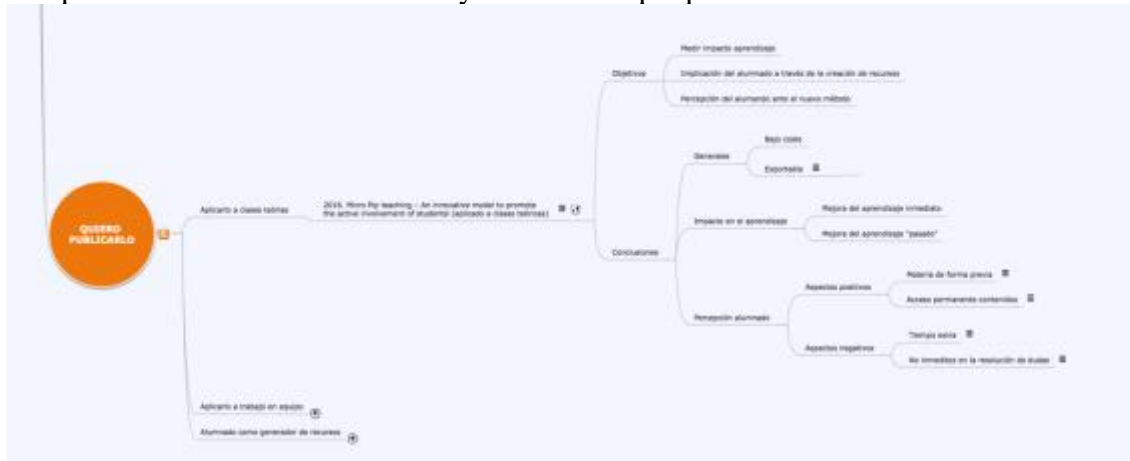 Objetivos
Medir impacto aprendizaje
Implicación del alumnado a través de la creación de recursos
Percepción del alumnado ante el nuevo método
QUIERO
PUBLICARLO
Aplicarlo a clases teóricas
2016. Micro flip teaching – An innovative model to promote
the active involvement of students (aplicado a clases teóricas)
Conclusiones
Generales
Bajo coste
Exportable
Impacto en el aprendizaje
Mejora del aprendizaje inmediato
Mejora del aprendizaje "pasado"
Percepción alumnado
Aspectos positivos
Materia de forma previa
Acceso permanente contenidos
Aspectos negativos
Tiempo extra
No inmediatez en la resolución de dudas
Aplicarlo a trabajo en equipo
Alumnado como generador de recursos